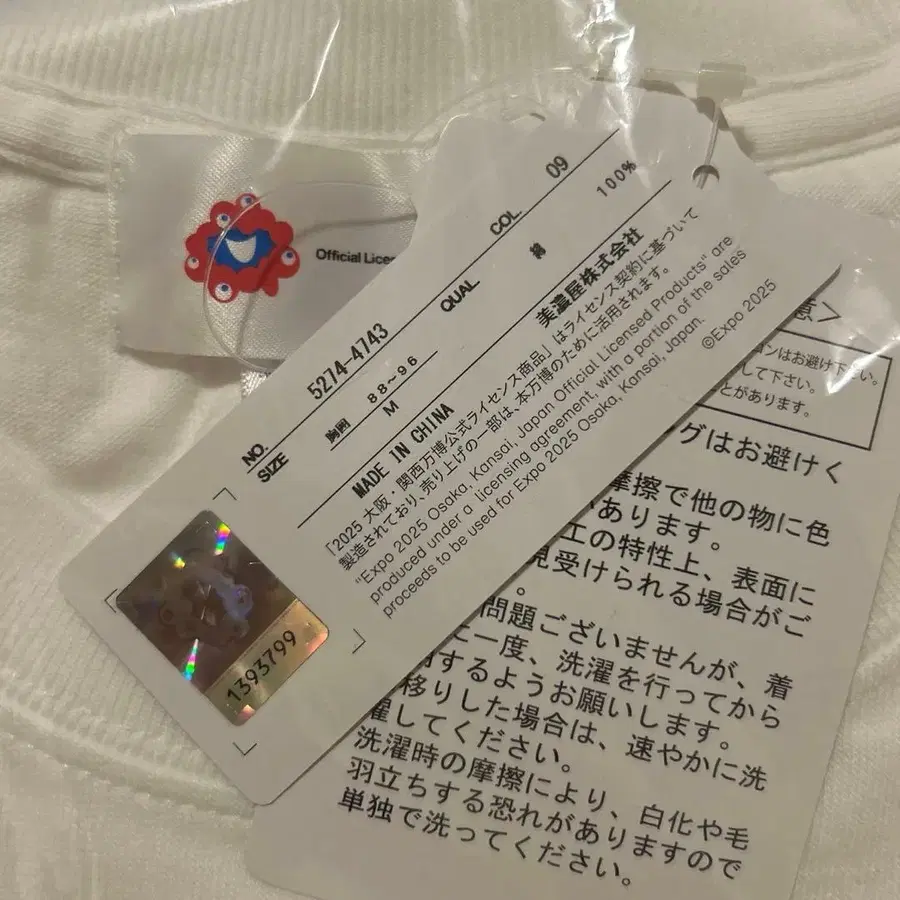 Official Licen
NO. 5274-4743
COL. 09
SIZE 胸囲 88~96
M
QUAL 綿 100%
MADE IN CHINA
美濃屋株式会社
「2025 大阪・関西万博公式ライセンス商品」はライセンス契約に基づいて
製造されており、売り上げの一部は、本万博のために活用されます。
"Expo 2025 Osaka, Kansai, Japan Official Licensed Products" are
produced under a licensing agreement, with a portion of the sales
proceeds to be used for Expo 2025 Osaka, Kansai, Japan.
©Expo 2025
1393799
意>
ンはお避け下さい。
して下さい。
とがあります。
グはお避けく
摩擦で他の物に色
あります。
工の特性上、表面に
見受けられる場合がご
。
問題ございませんが、着
に一度、洗濯を行ってから
用するようお願いします。
移りした場合は、速やかに洗
濯してください。
洗濯時の摩擦により、白化や毛
羽立ちする恐れがありますので
単独で洗ってください。